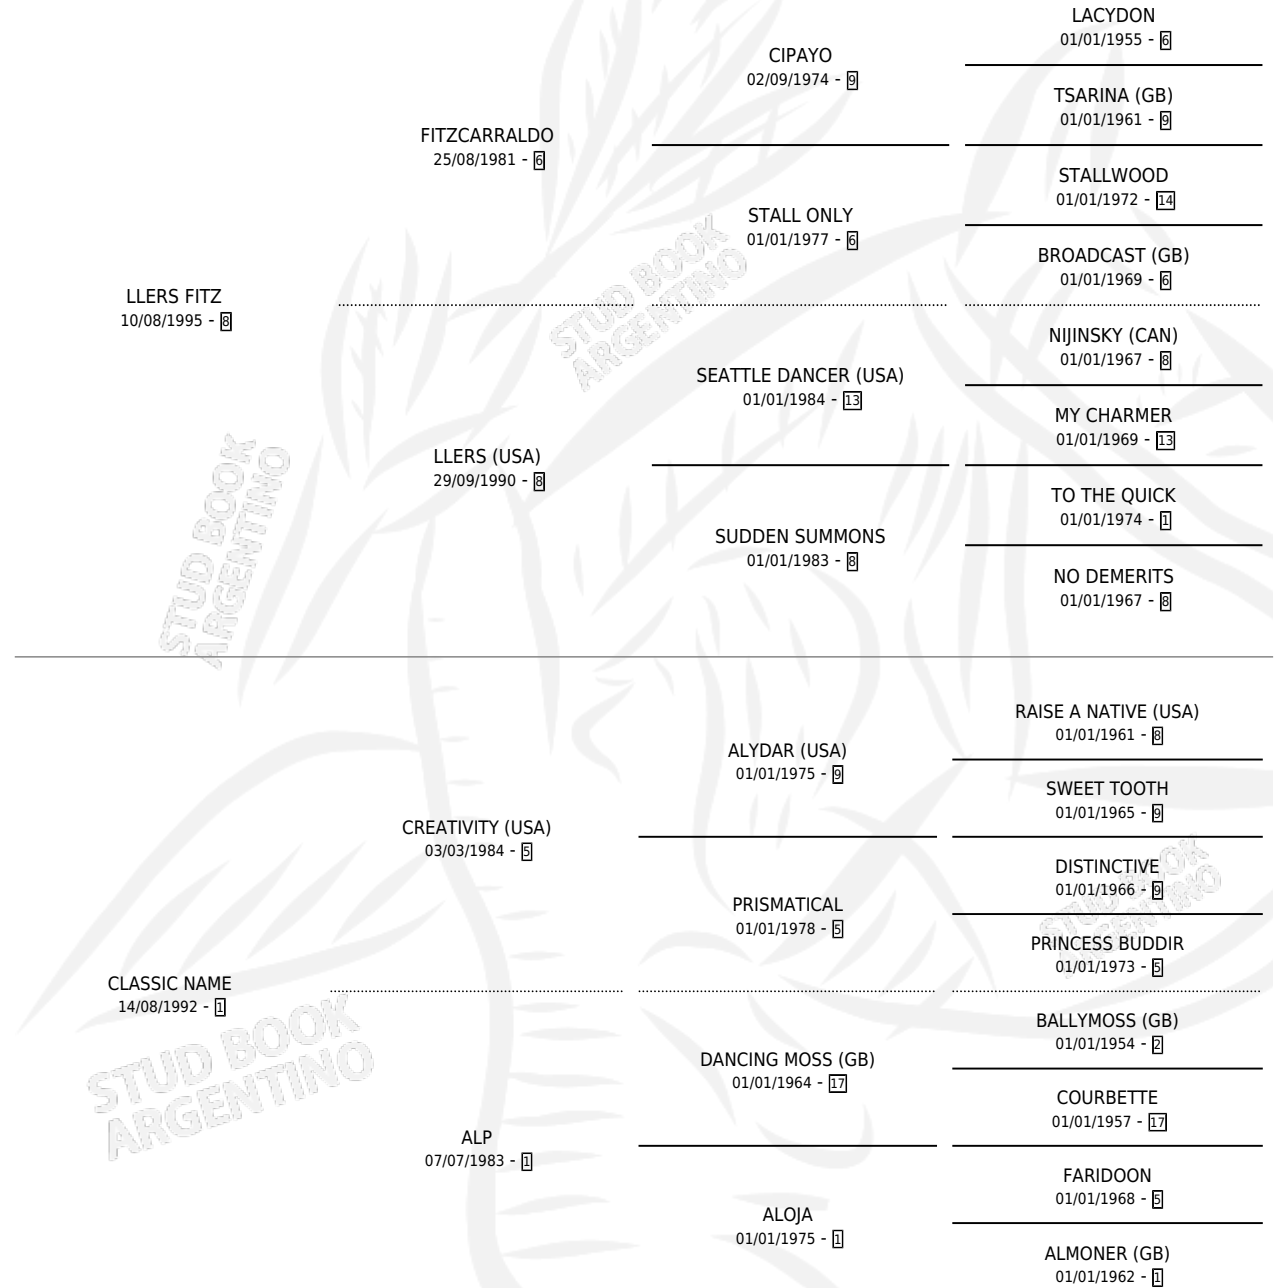 LACYDON
01/01/1955 - 6
CIPAYO
02/09/1974 - 9
TSARINA (GB)
01/01/1961 - 9
FITZCARRALDO
25/08/1981 - 6
STALLWOOD
01/01/1972 - 14
STALL ONLY
01/01/1977 - 6
BROADCAST (GB)
01/01/1969 - 6
LLERS FITZ
10/08/1995 - 8
STUD BOOK
ARGENTINO
NIJINSKY (CAN)
01/01/1967 - 8
SEATTLE DANCER (USA)
01/01/1984 - 13
MY CHARMER
01/01/1969 - 13
LLERS (USA)
29/09/1990 - 8
TO THE QUICK
01/01/1974 - 1
SUDDEN SUMMONS
01/01/1983 - 8
NO DEMERITS
01/01/1967 - 8
STUD BOOK
ARGENTINO
RAISE A NATIVE (USA)
01/01/1961 - 8
ALYDAR (USA)
01/01/1975 - 9
SWEET TOOTH
01/01/1965 - 9
CREATIVITY (USA)
03/03/1984 - 5
DISTINCTIVE
01/01/1966 - 9
PRISMATICAL
01/01/1978 - 5
STUD BOOK
ARGENTINO
PRINCESS BUDDIR
01/01/1973 - 5
CLASSIC NAME
14/08/1992 - 1
BALLYMOSS (GB)
01/01/1954 - 2
DANCING MOSS (GB)
01/01/1964 - 17
STUD BOOK
ARGENTINO
COURBETTE
01/01/1957 - 17
ALP
07/07/1983 - 1
FARIDOON
01/01/1968 - 5
ALOJA
01/01/1975 - 1
ALMONER (GB)
01/01/1962 - 1